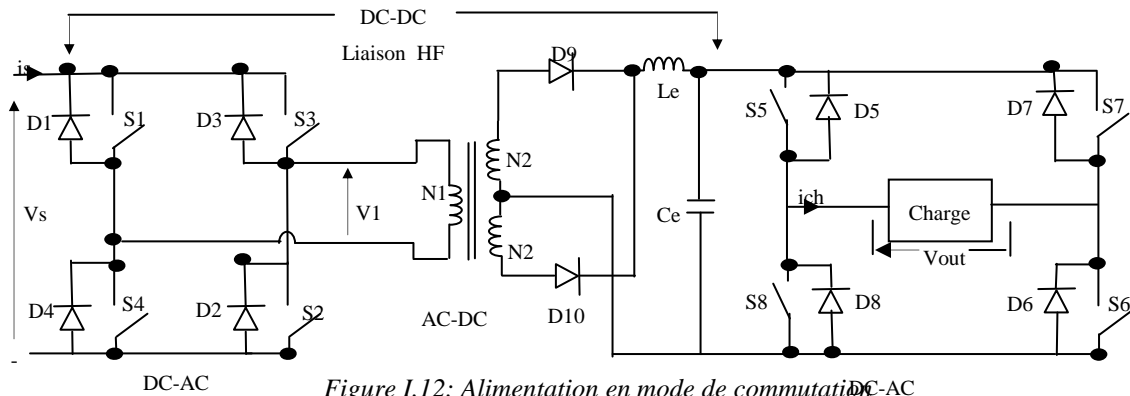 DC-DC
Liaison HF
is
D1
S1
D3
S3
D9
Le
S5
D5
D7
S7
N2
N1
V1
Vs
Ce
ich
Charge
N2
Vout
D4
S4
D2
S2
D10
S8
D8
D6
S6
AC-DC
-
DC-AC
Figure I.12: Alimentation en mode de commutation
DC-AC